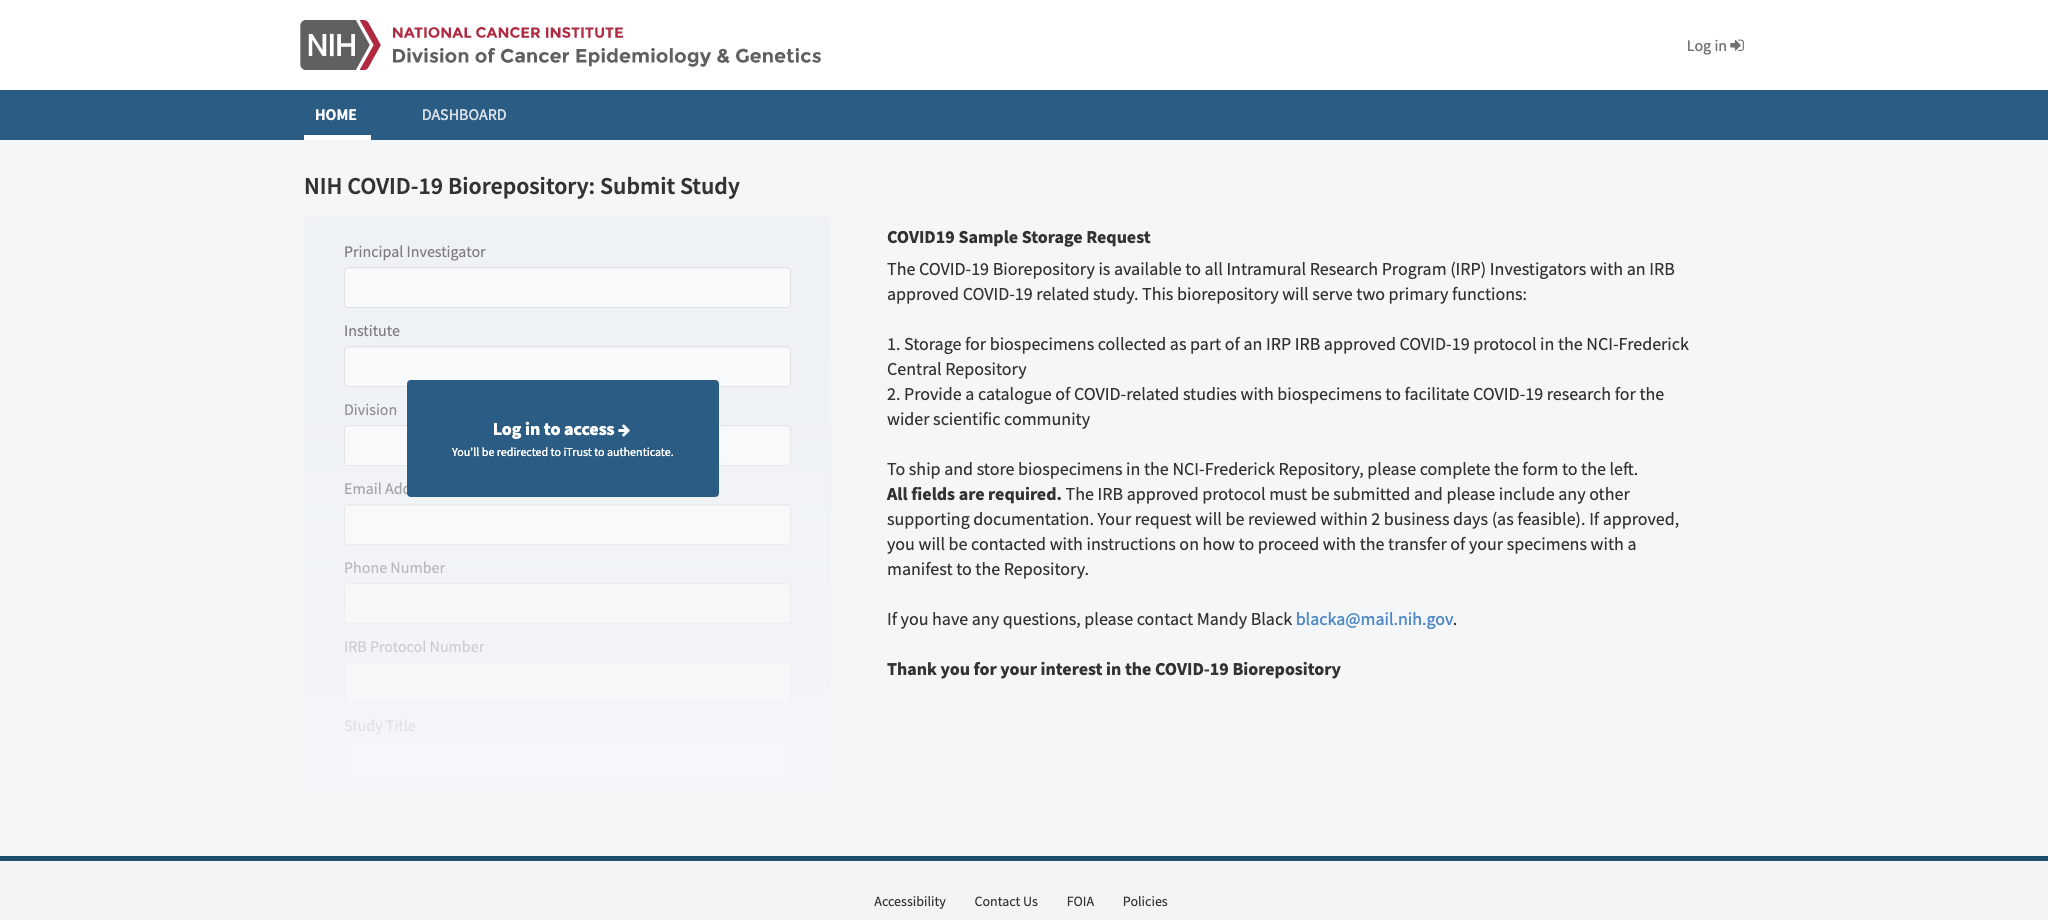 NIH
NATIONAL CANCER INSTITUTE
Division of Cancer Epidemiology & Genetics
Log in
HOME
DASHBOARD
NIH COVID-19 Biorepository: Submit Study
Principal Investigator
Institute
Division
Log in to access
You'll be redirected to iTrust to authenticate.
Email Add
Phone Number
IRB Protocol Number
Study Title
COVID19 Sample Storage Request
The COVID-19 Biorepository is available to all Intramural Research Program (IRP) Investigators with an IRB
approved COVID-19 related study. This biorepository will serve two primary functions:
1. Storage for biospecimens collected as part of an IRP IRB approved COVID-19 protocol in the NCI-Frederick
Central Repository
2. Provide a catalogue of COVID-related studies with biospecimens to facilitate COVID-19 research for the
wider scientific community
To ship and store biospecimens in the NCI-Frederick Repository, please complete the form to the left.
All fields are required. The IRB approved protocol must be submitted and please include any other
supporting documentation. Your request will be reviewed within 2 business days (as feasible). If approved,
you will be contacted with instructions on how to proceed with the transfer of your specimens with a
manifest to the Repository.
If you have any questions, please contact Mandy Black blacka@mail.nih.gov.
Thank you for your interest in the COVID-19 Biorepository
Accessibility
Contact Us
FOIA
Policies